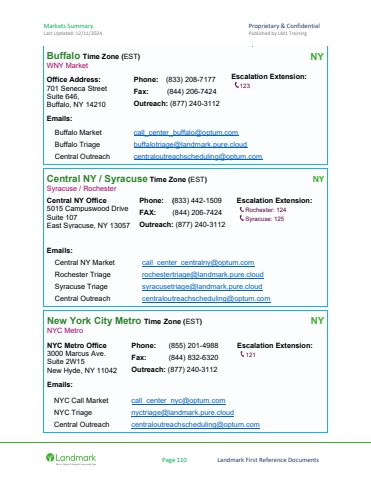 Markets Summary
Proprietary & Confidential
Last Updated: 12/11/2024
Published by LM1 Training
Buffalo Time Zone (EST)
NY
WNY Market
Office Address:
701 Seneca Street
Suite 646,
Buffalo, NY 14210
Phone: (833) 208-7177
Fax: (844) 206-7424
Outreach: (877) 240-3112
Escalation Extension:
123
Emails:
Buffalo Market call_center_buffalo@optum.com
Buffalo Triage buffalotriage@landmark.pure.cloud
Central Outreach centraloutreachscheduling@optum.com
Central NY / Syracuse Time Zone (EST)
NY
Syracuse / Rochester
Central NY Office
5015 Campuswood Drive
Suite 107
East Syracuse, NY 13057
Phone: (833) 442-1509
FAX: (844) 206-7424
Outreach: (877) 240-3112
Escalation Extension:
Rochester: 124
Syracuse: 125
Emails:
Central NY Market call_center_centralny@optum.com
Rochester Triage rochestertriage@landmark.pure.cloud
Syracuse Triage syracusetriage@landmark.pure.cloud
Central Outreach centraloutreachscheduling@optum.com
New York City Metro Time Zone (EST)
NY
NYC Metro
NYC Metro Office
3000 Marcus Ave.
Suite 2W15
New Hyde, NY 11042
Phone: (855) 201-4988
Fax: (844) 832-6320
Outreach: (877) 240-3112
Escalation Extension:
121
Emails:
NYC Call Market call_center_nyc@optum.com
NYC Triage nyctriage@landmark.pure.cloud
Central Outreach centraloutreachscheduling@optum.com
Landmark
Page 110
Landmark First Reference Documents